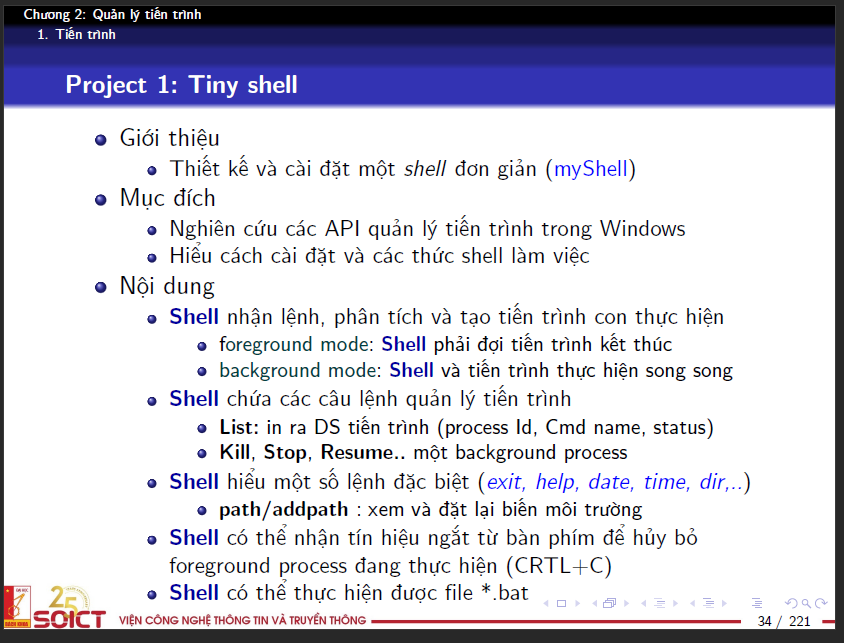 Chương 2: Quản lý tiến trình
1. Tiến trình
Project 1: Tiny shell
Giới thiệu
Thiết kế và cài đặt một shell đơn giản (myShell)
Mục đích
Nghiên cứu các API quản lý tiến trình trong Windows
Hiểu cách cài đặt và các thức shell làm việc
Nội dung
Shell nhận lệnh, phân tích và tạo tiến trình con thực hiện
foreground mode: Shell phải đợi tiến trình kết thúc
background mode: Shell và tiến trình thực hiện song song
Shell chứa các câu lệnh quản lý tiến trình
List: in ra DS tiến trình (process Id, Cmd name, status)
Kill, Stop, Resume.. một background process
Shell hiểu một số lệnh đặc biệt (exit, help, date, time, dir,..)
path/addpath : xem và đặt lại biến môi trường
Shell có thể nhận tín hiệu ngắt từ bàn phím để hủy bỏ
foreground process đang thực hiện (CRTL+C)
Shell có thể thực hiện được file *.bat
25
SOICT
VIỆN CÔNG NGHỆ THÔNG TIN VÀ TRUYỀN THÔNG
34 / 221